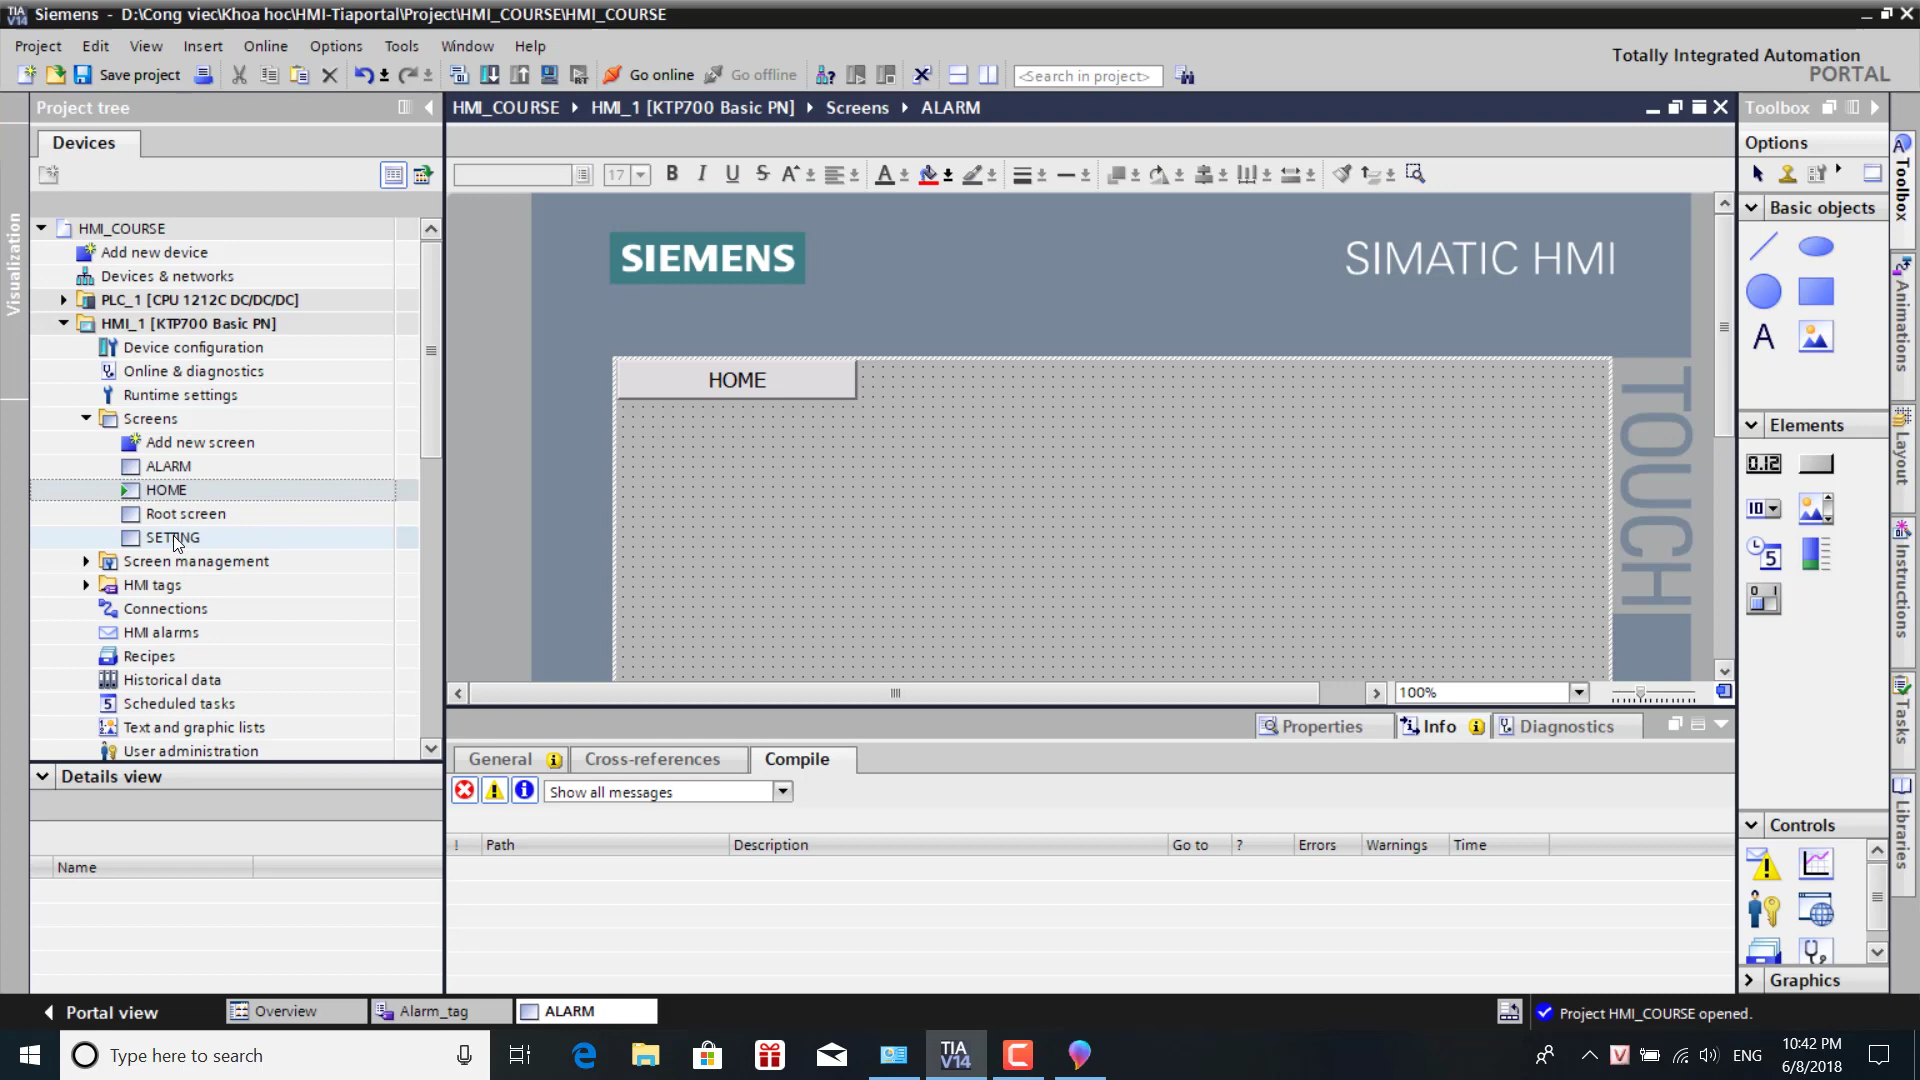 TIA V14 Siemens - D:\Cong viec\Khoa hoc\HMI-Tiaportal\Project\HMI_COURSE\HMI_COURSE
Project Edit View Insert Online Options Tools Window Help
Totally Integrated Automation
PORTAL
Save project
Go online
Go offline
<Search in project>
Project tree
HMI_COURSE HMI_1 [KTP700 Basic PN] Screens ALARM
Toolbox
Devices
Options
17
B I U S A A
Visualization
HMI_COURSE
Add new device
Devices & networks
PLC_1 [CPU 1212C DC/DC/DC]
HMI_1 [KTP700 Basic PN]
Device configuration
Online & diagnostics
Runtime settings
Screens
Add new screen
ALARM
HOME
Root screen
SETTING
Screen management
HMI tags
Connections
HMI alarms
Recipes
Historical data
5 Scheduled tasks
Text and graphic lists
User administration
SIEMENS
SIMATIC HMI
HOME
TOUCH
100%
Basic objects
A
Elements
0.12
10
5
0 1
Controls
Graphics
Toolbox
Animations
Layout
Instructions
Tasks
Libraries
Properties Info Diagnostics
General Cross-references Compile
Show all messages
! Path Description Go to ? Errors Warnings Time
Details view
Name
Portal view Overview Alarm_tag ALARM
Project HMI_COURSE opened.
Type here to search
TIA V14
V
ENG
10:42 PM
6/8/2018